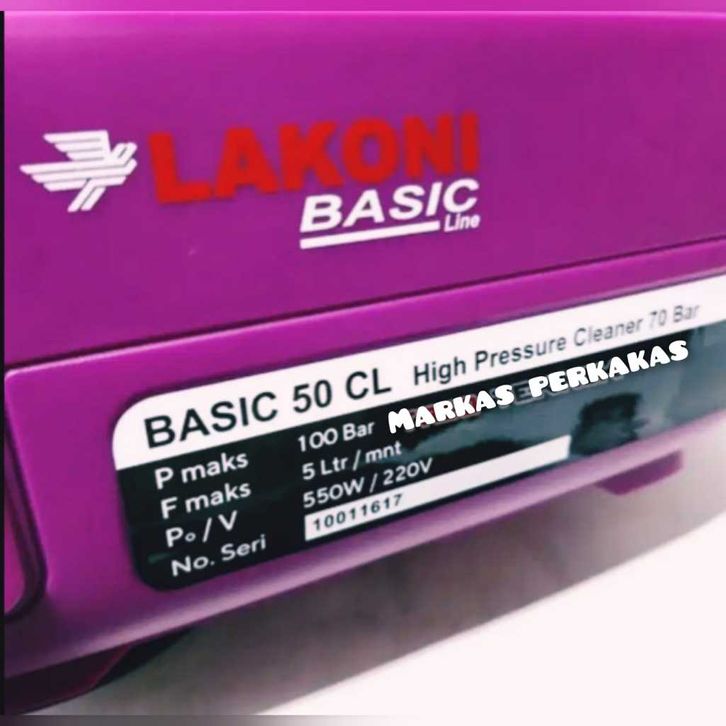 LAKONI
BASIC
Line
BASIC 50 CL High Pressure Cleaner 70 Bar
MARKAS PERKAKAS
P maks 100 Bar
F maks 5 Ltr / mnt
Po / V 550W / 220V
No. Seri 10011617